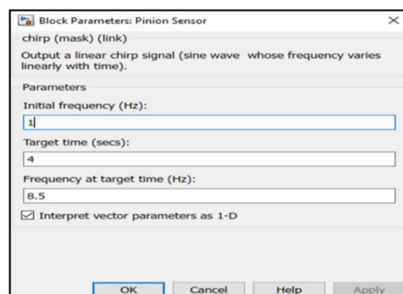 Block Parameters: Pinion Sensor
chirp (mask) (link)
Output a linear chirp signal (sine wave whose frequency varies
linearly with time).
Parameters
Initial frequency (Hz):
1
Target time (secs):
4
Frequency at target time (Hz):
8.5
Interpret vector parameters as 1-D
OK Cancel Help Apply